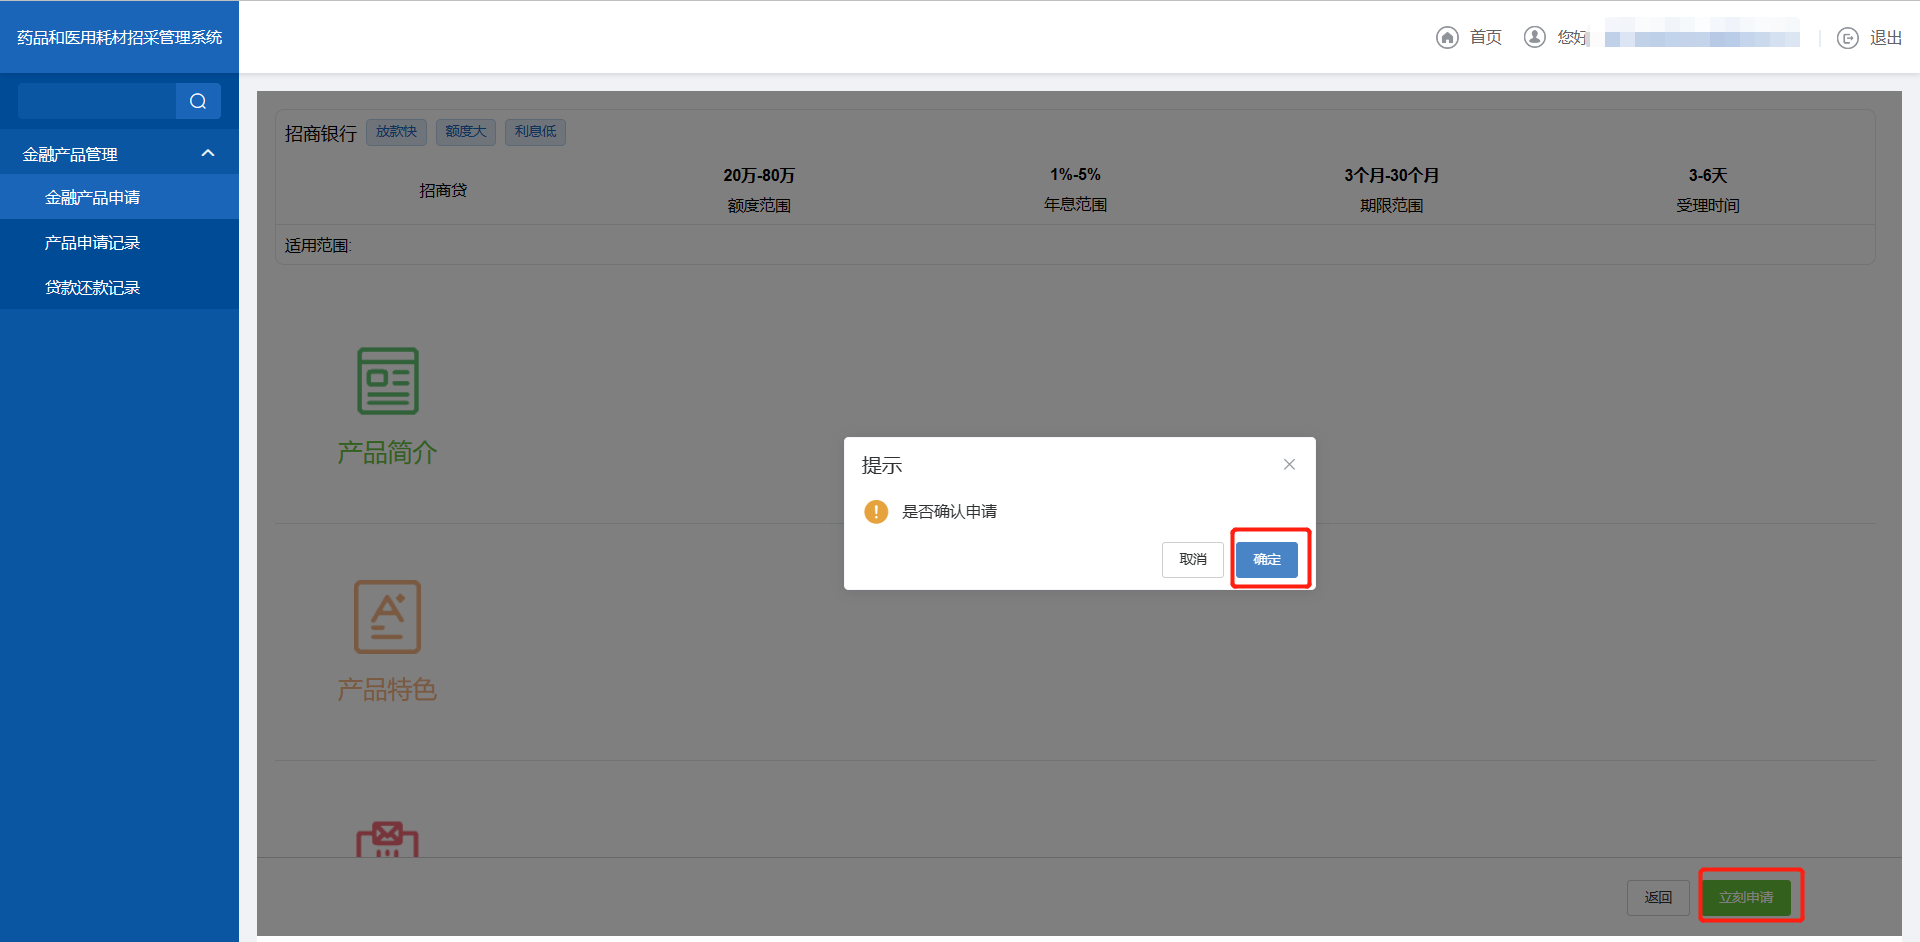 药品和医用耗材招采管理系统
首页
您好
退出
金融产品管理
金融产品申请
产品申请记录
贷款还款记录
招商银行 放款快 额度大 利息低
招商贷
20万-80万
额度范围
1%-5%
年息范围
3个月-30个月
期限范围
3-6天
受理时间
适用范围:
产品简介
产品特色
提示
是否确认申请
取消
确定
返回
立刻申请